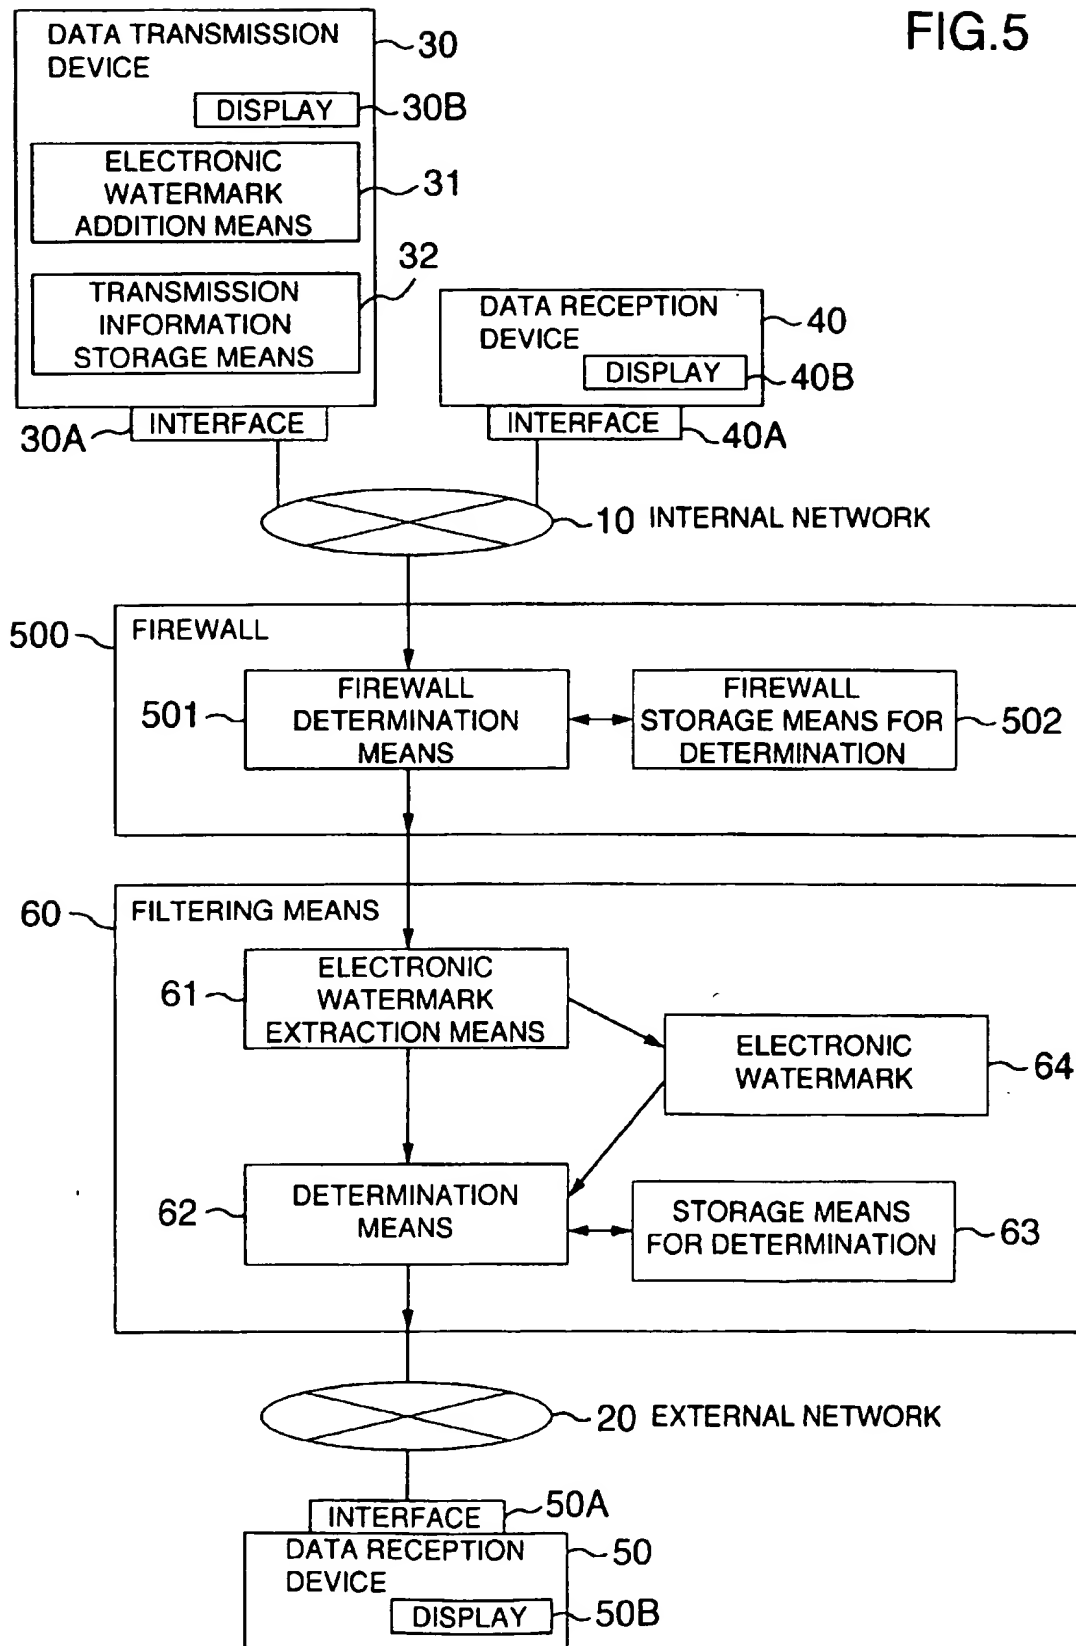 FIG.5
DATA TRANSMISSION
DEVICE
30
DISPLAY
30B
ELECTRONIC
WATERMARK
ADDITION MEANS
31
TRANSMISSION
INFORMATION
STORAGE MEANS
32
INTERFACE
30A
DATA RECEPTION
DEVICE
40
DISPLAY
40B
INTERFACE
40A
10 INTERNAL NETWORK
500
FIREWALL
501
FIREWALL
DETERMINATION
MEANS
FIREWALL
STORAGE MEANS FOR
DETERMINATION
502
60
FILTERING MEANS
61
ELECTRONIC
WATERMARK
EXTRACTION MEANS
ELECTRONIC
WATERMARK
64
62
DETERMINATION
MEANS
STORAGE MEANS
FOR DETERMINATION
63
20 EXTERNAL NETWORK
INTERFACE
50A
DATA RECEPTION
DEVICE
50
DISPLAY
50B